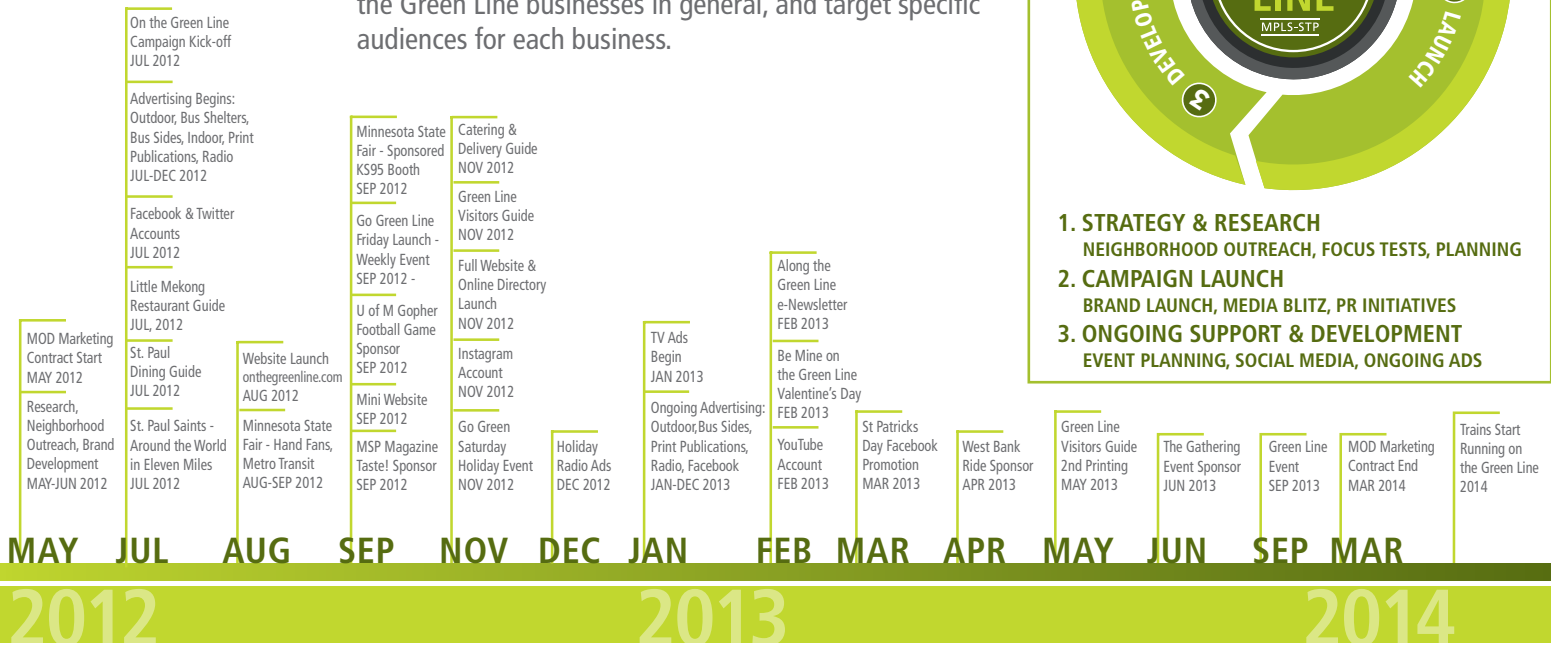 the Green Line businesses in general, and target specific
audiences for each business.
MOD Marketing
Contract Start
MAY 2012
Research,
Neighborhood
Outreach, Brand
Development
MAY-JUN 2012
On the Green Line
Campaign Kick-off
JUL 2012
Advertising Begins:
Outdoor, Bus Shelters,
Bus Sides, Indoor, Print
Publications, Radio
JUL-DEC 2012
Facebook & Twitter
Accounts
JUL 2012
Little Mekong
Restaurant Guide
JUL, 2012
St. Paul
Dining Guide
JUL 2012
St. Paul Saints -
Around the World
in Eleven Miles
JUL 2012
Website Launch
onthegreenline.com
AUG 2012
Minnesota State
Fair - Hand Fans,
Metro Transit
AUG-SEP 2012
Minnesota State
Fair - Sponsored
KS95 Booth
SEP 2012
Go Green Line
Friday Launch -
Weekly Event
SEP 2012 -
U of M Gopher
Football Game
Sponsor
SEP 2012
Mini Website
SEP 2012
MSP Magazine
Taste! Sponsor
SEP 2012
Catering &
Delivery Guide
NOV 2012
Green Line
Visitors Guide
NOV 2012
Full Website &
Online Directory
Launch
NOV 2012
Instagram
Account
NOV 2012
Go Green
Saturday
Holiday Event
NOV 2012
Holiday
Radio Ads
DEC 2012
TV Ads
Begin
JAN 2013
Ongoing Advertising:
Outdoor,Bus Sides,
Print Publications,
Radio, Facebook
JAN-DEC 2013
Along the
Green Line
e-Newsletter
FEB 2013
Be Mine on
the Green Line
Valentine's Day
FEB 2013
YouTube
Account
FEB 2013
St Patricks
Day Facebook
Promotion
MAR 2013
West Bank
Ride Sponsor
APR 2013
Green Line
Visitors Guide
2nd Printing
MAY 2013
The Gathering
Event Sponsor
JUN 2013
Green Line
Event
SEP 2013
MOD Marketing
Contract End
MAR 2014
Trains Start
Running on
the Green Line
2014
MAY JUL AUG SEP NOV DEC JAN FEB MAR APR MAY JUN SEP MAR
2012 2013 2014
LINE
MPLS-STP
LAUNCH
3 DEVELOP
1. STRATEGY & RESEARCH
NEIGHBORHOOD OUTREACH, FOCUS TESTS, PLANNING
2. CAMPAIGN LAUNCH
BRAND LAUNCH, MEDIA BLITZ, PR INITIATIVES
3. ONGOING SUPPORT & DEVELOPMENT
EVENT PLANNING, SOCIAL MEDIA, ONGOING ADS